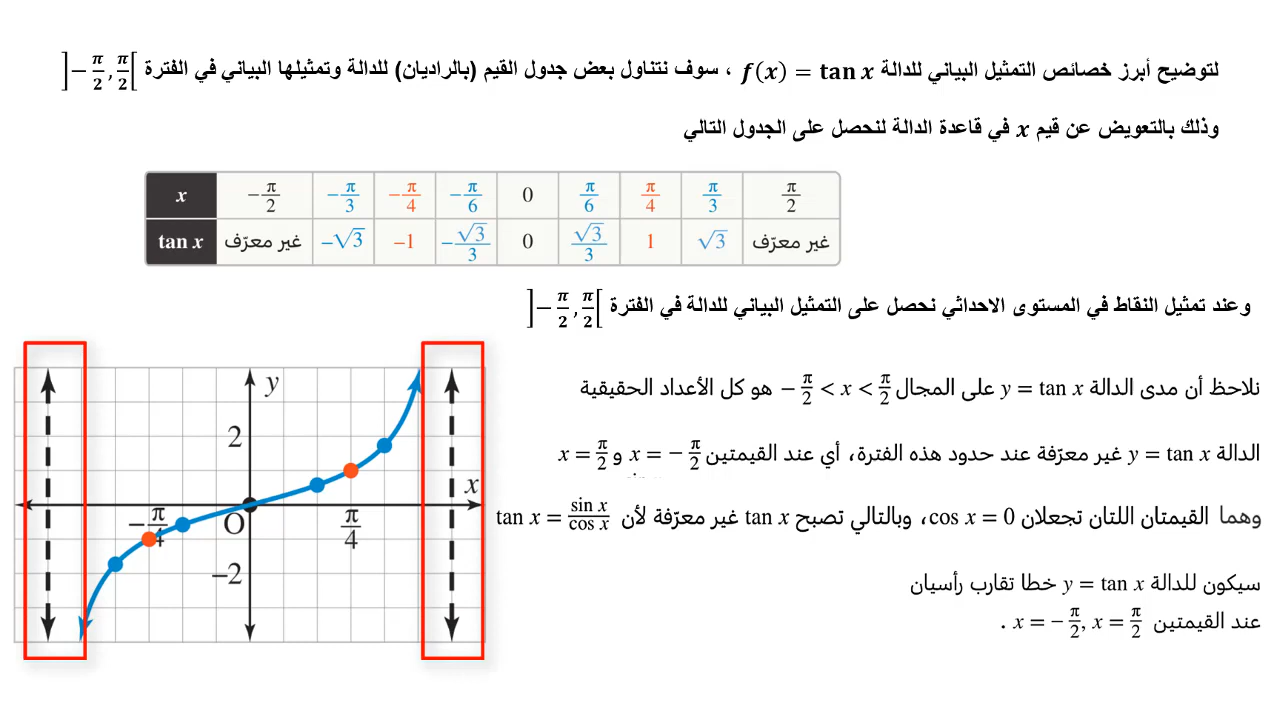 لتوضيح أبرز خصائص التمثيل البياني للدالة f(x) = tan x ، سوف نتناول بعض جدول القيم (بالراديان) للدالة وتمثيلها البياني في الفترة ]−π/2, π/2[
وذلك بالتعويض عن قيم x في قاعدة الدالة لنحصل على الجدول التالي
x −π/2 −π/3 −π/4 −π/6 0 π/6 π/4 π/3 π/2
tan x غير معرّف −√3 −1 −√3/3 0 √3/3 1 √3 غير معرّف
وعند تمثيل النقاط في المستوى الاحداثي نحصل على التمثيل البياني للدالة في الفترة ]−π/2, π/2[
نلاحظ أن مدى الدالة y = tan x على المجال −π/2 < x < π/2 هو كل الأعداد الحقيقية
الدالة y = tan x غير معرّفة عند حدود هذه الفترة، أي عند القيمتين x = −π/2 و x = π/2
وهما القيمتان اللتان تجعلان cos x = 0، وبالتالي تصبح tan x غير معرّفة لأن tan x = sin x/cos x
سيكون للدالة y = tan x خطا تقارب رأسيان
عند القيمتين x = −π/2, x = π/2 .
y
2
x
−π/4
O
π/4
−2